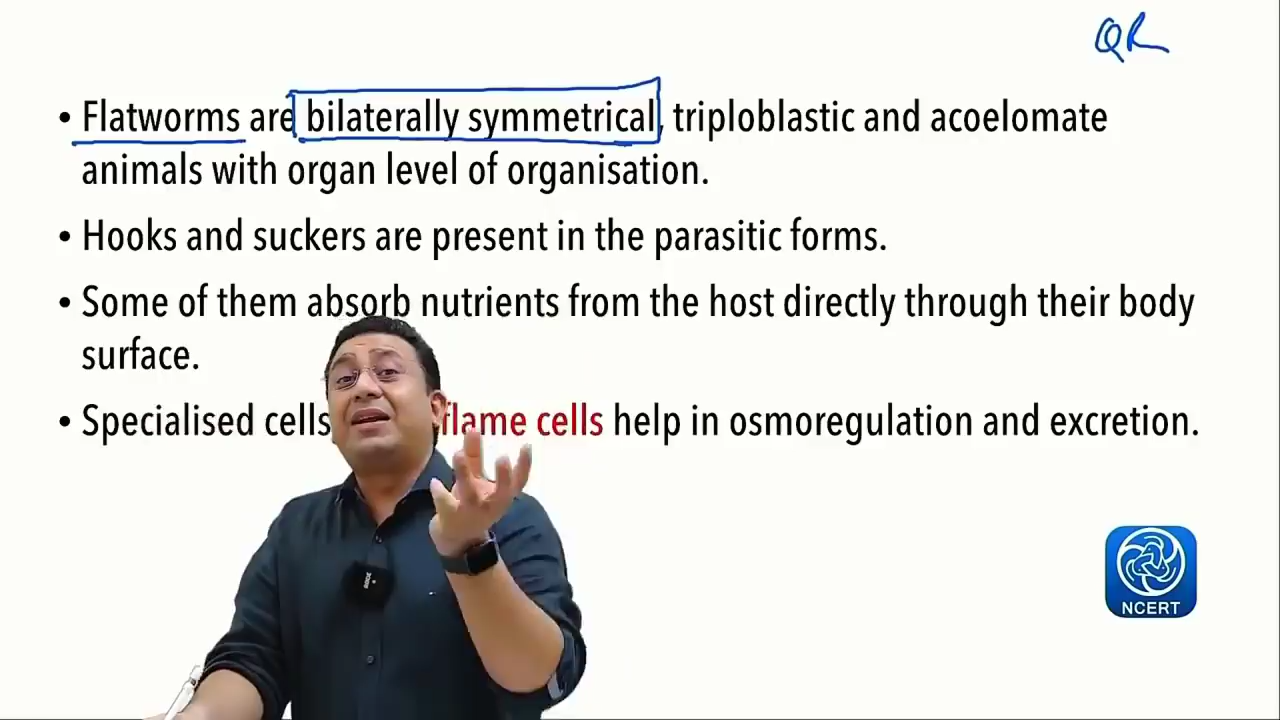 QR
• Flatworms are bilaterally symmetrical, triploblastic and acoelomate
animals with organ level of organisation.
• Hooks and suckers are present in the parasitic forms.
• Some of them absorb nutrients from the host directly through their body
surface.
• Specialised cells flame cells help in osmoregulation and excretion.
NCERT